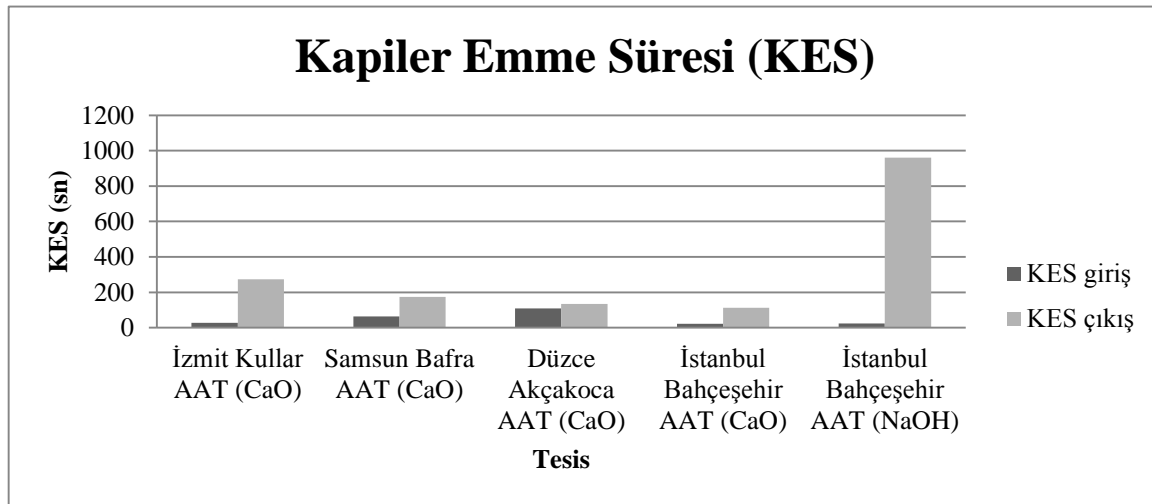 Kapiler Emme Süresi (KES)
1200
1000
800
600
400
200
0
KES (sn)
KES giriş
KES çıkış
İzmit Kullar
AAT (CaO)
Samsun Bafra
AAT (CaO)
Düzce
Akçakoca
AAT (CaO)
İstanbul
Bahçeşehir
AAT (CaO)
İstanbul
Bahçeşehir
AAT (NaOH)
Tesis